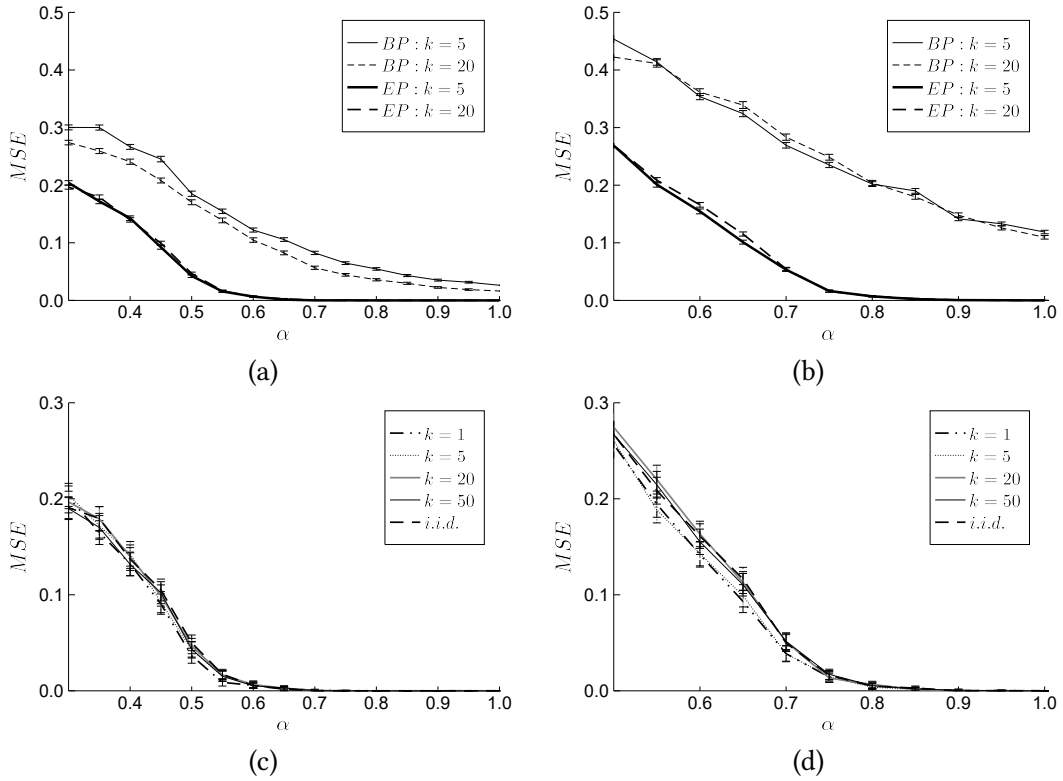 0.5
0.4
0.3
0.2
0.1
0.0
MSE
BP : k = 5
BP : k = 20
EP : k = 5
EP : k = 20
0.4 0.5 0.6 0.7 0.8 0.9 1.0
α
(a)
0.5
0.4
0.3
0.2
0.1
0.0
MSE
BP : k = 5
BP : k = 20
EP : k = 5
EP : k = 20
0.6 0.7 0.8 0.9 1.0
α
(b)
0.3
0.2
0.1
0.0
MSE
k = 1
k = 5
k = 20
k = 50
i.i.d.
0.4 0.5 0.6 0.7 0.8 0.9 1.0
α
(c)
0.3
0.2
0.1
0.0
MSE
k = 1
k = 5
k = 20
k = 50
i.i.d.
0.6 0.7 0.8 0.9 1.0
α
(d)